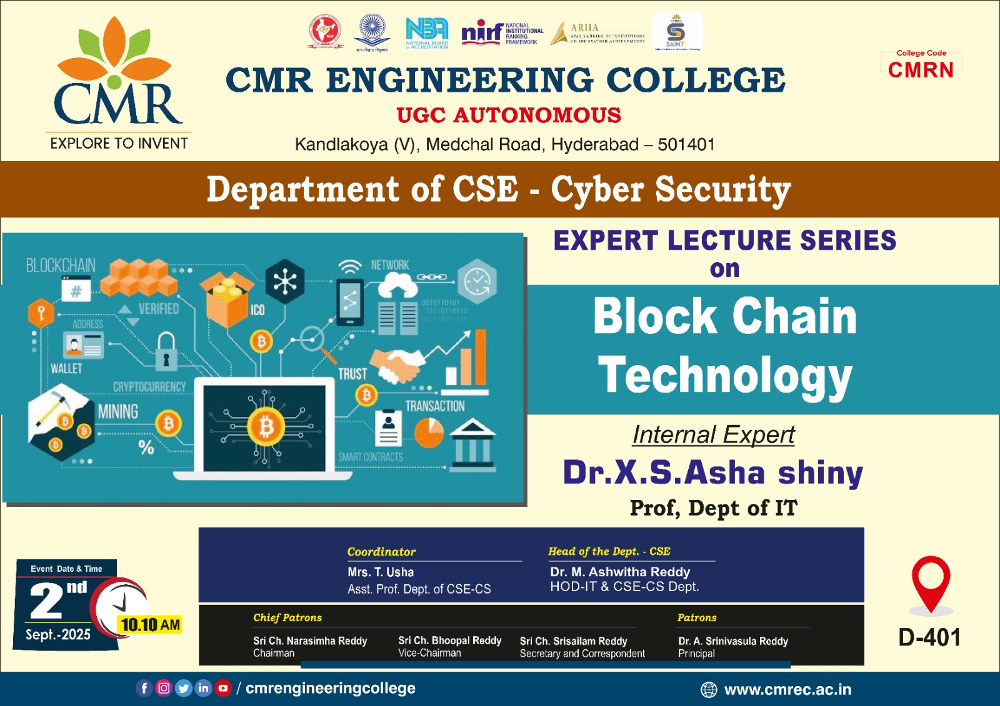 CMR
EXPLORE TO INVENT
NBA
NATIONAL BOARD
of ACCREDITATION
nirf
NATIONAL
INSTITUTIONAL
RANKING
FRAMEWORK
ARIIA
ATAL RANKING OF INSTITUTIONS
ON INNOVATION ACHIEVEMENTS
CMREC
SAINT
College Code
CMRN
CMR ENGINEERING COLLEGE
UGC AUTONOMOUS
Kandlakoya (V), Medchal Road, Hyderabad – 501401
Department of CSE - Cyber Security
BLOCKCHAIN
#
VERIFIED
ADDRESS
WALLET
CRYPTOCURRENCY
MINING
%
ICO
NETWORK
0010110101
11010110110
001110001101
TRUST
TRANSACTION
SMART CONTRACTS
EXPERT LECTURE SERIES
on
Block Chain
Technology
Internal Expert
Dr.X.S.Asha shiny
Prof, Dept of IT
Event Date & Time
2nd
Sept.-2025
10.10 AM
Coordinator
Mrs. T. Usha
Asst. Prof. Dept. of CSE-CS
Head of the Dept. - CSE
Dr. M. Ashwitha Reddy
HOD-IT & CSE-CS Dept.
Chief Patrons
Sri Ch. Narasimha Reddy
Chairman
Sri Ch. Bhoopal Reddy
Vice-Chairman
Sri Ch. Srisailam Reddy
Secretary and Correspondent
Patrons
Dr. A. Srinivasula Reddy
Principal
D-401
/ cmrengineeringcollege
www.cmrec.ac.in